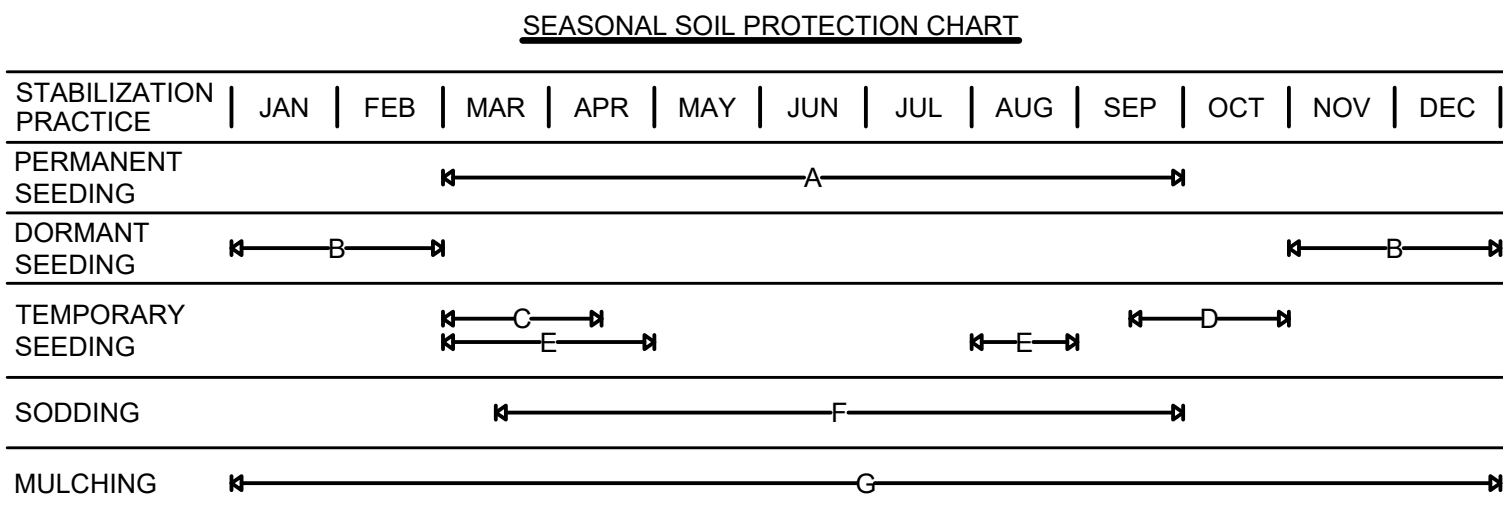 SEASONAL SOIL PROTECTION CHART
STABILIZATION PRACTICE | JAN | FEB | MAR | APR | MAY | JUN | JUL | AUG | SEP | OCT | NOV | DEC |
PERMANENT SEEDING A
DORMANT SEEDING B B
TEMPORARY SEEDING C D
E E
SODDING F
MULCHING G